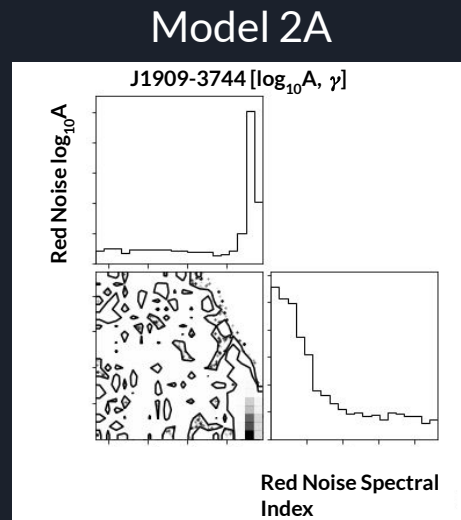 Model 2A
J1909-3744 [log₁₀A, γ]
Red Noise log₁₀A
Red Noise Spectral
Index